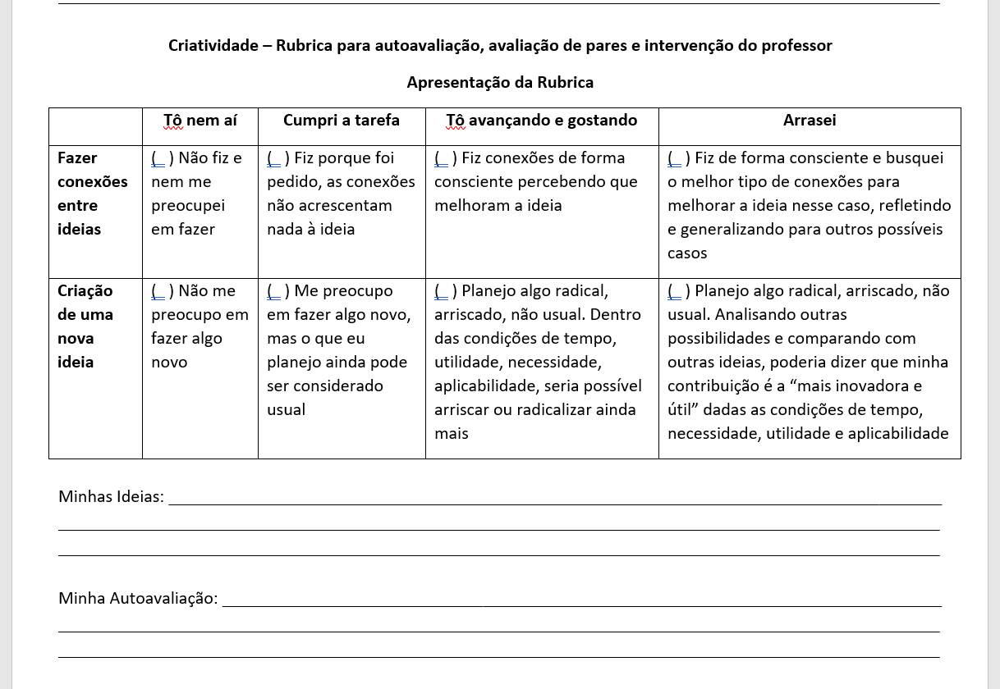 Criatividade – Rubrica para autoavaliação, avaliação de pares e intervenção do professor
Apresentação da Rubrica
Tô nem aí
Cumpri a tarefa
Tô avançando e gostando
Arrasei
Fazer
conexões
entre
ideias
(_ ) Não fiz e
nem me
preocupei
em fazer
(_ ) Fiz porque foi
pedido, as conexões
não acrescentam
nada à ideia
(_ ) Fiz conexões de forma
consciente percebendo que
melhoram a ideia
(_ ) Fiz de forma consciente e busquei
o melhor tipo de conexões para
melhorar a ideia nesse caso, refletindo
e generalizando para outros possíveis
casos
Criação
de uma
nova
ideia
(_ ) Não me
preocupo em
fazer algo
novo
(_ ) Me preocupo
em fazer algo novo,
mas o que eu
planejo ainda pode
ser considerado
usual
(_ ) Planejo algo radical,
arriscado, não usual. Dentro
das condições de tempo,
utilidade, necessidade,
aplicabilidade, seria possível
arriscar ou radicalizar ainda
mais
(_ ) Planejo algo radical, arriscado, não
usual. Analisando outras
possibilidades e comparando com
outras ideias, poderia dizer que minha
contribuição é a “mais inovadora e
útil” dadas as condições de tempo,
necessidade, utilidade e aplicabilidade
Minhas Ideias:
Minha Autoavaliação: